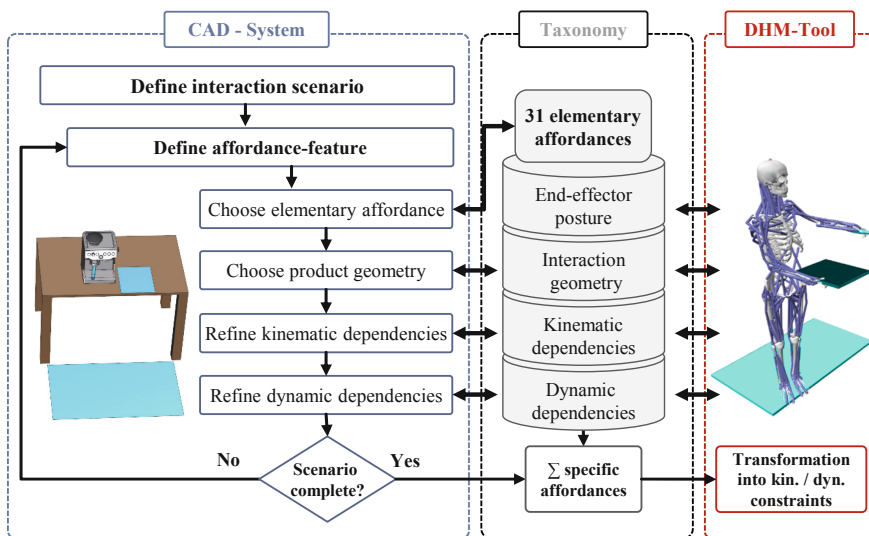 CAD - System
Taxonomy
DHM-Tool
Define interaction scenario
31 elementary
affordances
Define affordance-feature
Choose elementary affordance
End-effector
posture
Choose product geometry
Interaction
geometry
Refine kinematic dependencies
Kinematic
dependencies
Refine dynamic dependencies
Dynamic
dependencies
No
Scenario
complete?
Yes
∑ specific
affordances
Transformation
into kin. / dyn.
constraints